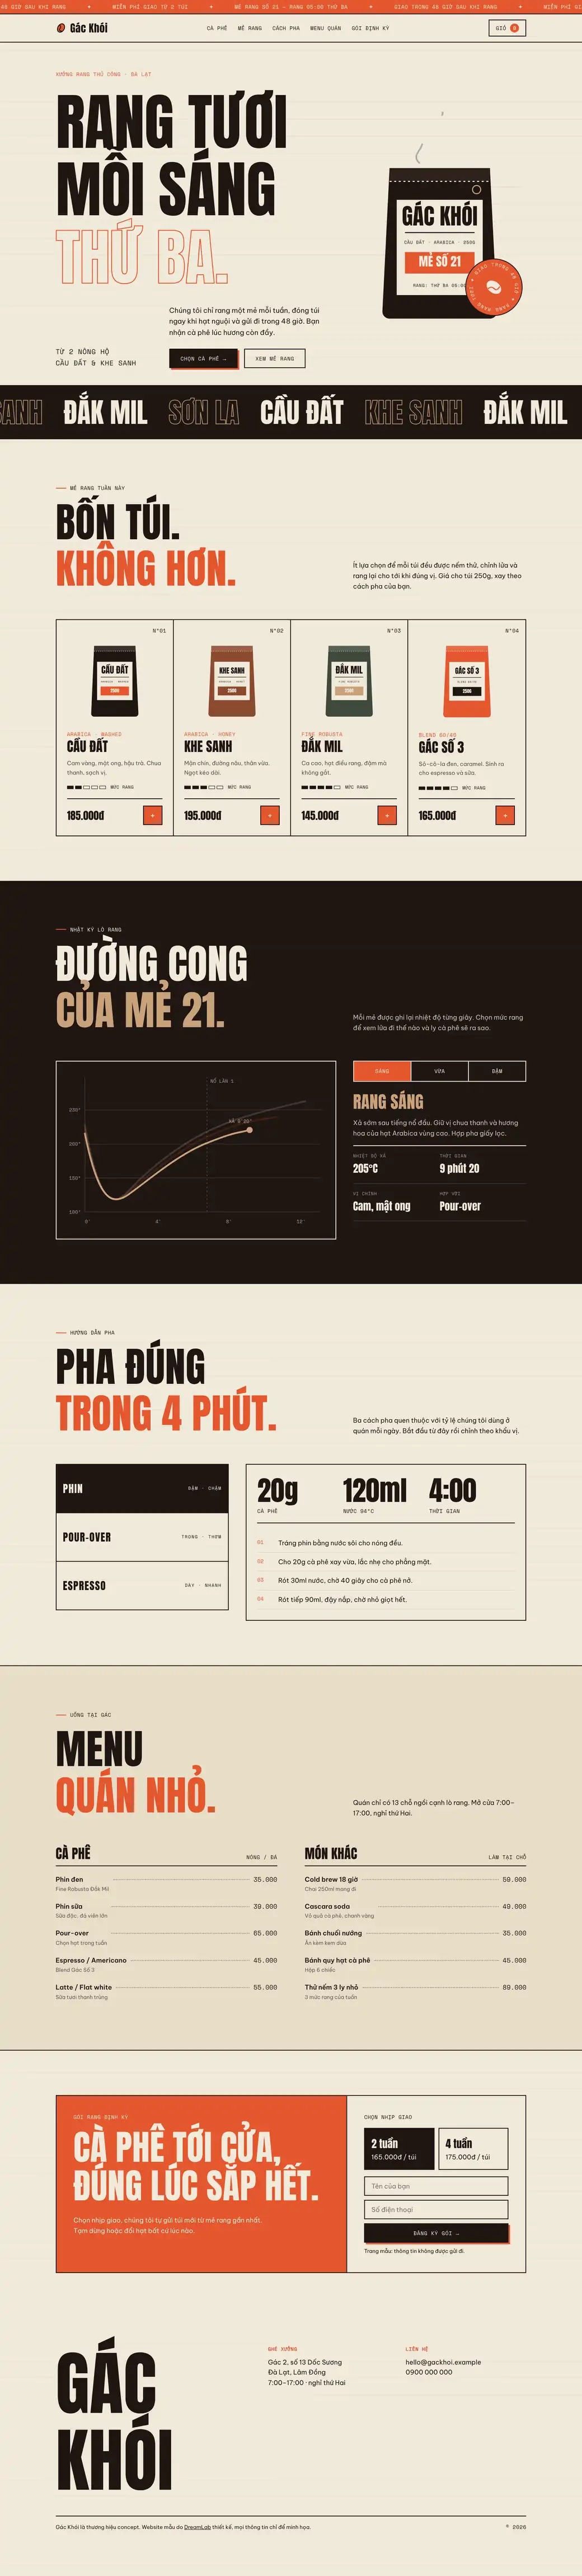 48 GIỜ SAU KHI RANG ✦ MIỄN PHÍ GIAO TỪ 2 TÚI ✦ MẺ RANG SỐ 21 — RANG 05:00 THỨ BA ✦ GIAO TRONG 48 GIỜ SAU KHI RANG ✦
Gác Khói
CÀ PHÊ MẺ RANG CÁCH PHA MENU QUÁN GÓI ĐỊNH KỲ
GIỎ 0
XƯỞNG RANG THỦ CÔNG · ĐÀ LẠT
RANG TƯƠI
MỖI SÁNG
THỨ BA.
Chúng tôi chỉ rang một mẻ mỗi tuần, đóng túi
ngay khi hạt nguội và gửi đi trong 48 giờ. Bạn
nhận cà phê lúc hương còn đầy.
TỪ 2 NÔNG HỘ
CẦU ĐẤT & KHE SANH
CHỌN CÀ PHÊ →
XEM MẺ RANG
GÁC KHÓI
CẦU ĐẤT · ARABICA · 250G
MẺ SỐ 21
RANG: THỨ BA 05:00
SƠN LA
ĐẮK MIL
SƠN LA
CẦU ĐẤT
KHE SANH
ĐẮK MIL
MẺ RANG TUẦN NÀY
BỐN TÚI.
KHÔNG HƠN.
Ít lựa chọn để mỗi túi đều được nếm thử, chỉnh lửa và
rang lại cho tới khi đúng vị. Giá cho túi 250g, xay theo
cách pha của bạn.
Nº01
CẦU ĐẤT
250G
ARABICA · WASHED
CẦU ĐẤT
Cam vàng, mật ong, hậu trà. Chua
thanh, sạch vị.
MỨC RANG
185.000đ
+
Nº02
KHE SANH
250G
ARABICA · HONEY
KHE SANH
Mận chín, đường nâu, thân vừa.
Ngọt kéo dài.
MỨC RANG
195.000đ
+
Nº03
ĐẮK MIL
250G
FINE ROBUSTA
ĐẮK MIL
Ca cao, hạt điều rang, đậm mà
không gắt.
MỨC RANG
145.000đ
+
Nº04
GÁC SỐ 3
250G
BLEND 60/40
GÁC SỐ 3
Sô-cô-la đen, caramel. Sinh ra
cho espresso và sữa.
MỨC RANG
165.000đ
+
NHẬT KÝ LÒ RANG
ĐƯỜNG CONG
CỦA MẺ 21.
Mỗi mẻ được ghi lại nhiệt độ từng giây. Chọn mức rang
để xem lửa đi thế nào và ly cà phê sẽ ra sao.
NỔ LẦN 1
230°
200°
150°
100°
0'
4'
8'
12'
SÁNG
VỪA
ĐẬM
RANG SÁNG
Xả sớm sau tiếng nổ đầu. Giữ vị chua thanh và hương
hoa của hạt Arabica vùng cao. Hợp pha giấy lọc.
NHIỆT ĐỘ XẢ
205°C
THỜI GIAN
9 phút 20
VỊ CHÍNH
Cam, mật ong
HỢP VỚI
Pour-over
HƯỚNG DẪN PHA
PHA ĐÚNG
TRONG 4 PHÚT.
Ba cách pha quen thuộc với tỷ lệ chúng tôi dùng ở
quán mỗi ngày. Bắt đầu từ đây rồi chỉnh theo khẩu vị.
PHIN
ĐẬM · CHẬM
POUR-OVER
TRONG · THƠM
ESPRESSO
DÀY · NHANH
20g
CÀ PHÊ
120ml
NƯỚC 94°C
4:00
THỜI GIAN
01 Tráng phin bằng nước sôi cho nóng đều.
02 Cho 20g cà phê xay vừa, lắc nhẹ cho phẳng mặt.
03 Rót 30ml nước, chờ 40 giây cho cà phê nở.
04 Rót tiếp 90ml, đậy nắp, chờ nhỏ giọt hết.
UỐNG TẠI GÁC
MENU
QUÁN NHỎ.
Quán chỉ có 13 chỗ ngồi cạnh lò rang. Mở cửa 7:00–
17:00, nghỉ thứ Hai.
CÀ PHÊ
NÓNG / ĐÁ
Phin đen 35.000
Fine Robusta Đắk Mil
Phin sữa 39.000
Sữa đặc, đá viên lớn
Pour-over 65.000
Chọn hạt trong tuần
Espresso / Americano 45.000
Blend Gác Số 3
Latte / Flat white 55.000
Sữa tươi thanh trùng
MÓN KHÁC
LÀM TẠI CHỖ
Cold brew 18 giờ 59.000
Chai 250ml mang đi
Cascara soda 49.000
Vỏ quả cà phê, chanh vàng
Bánh chuối nướng 35.000
Ăn kèm kem dừa
Bánh quy hạt cà phê 45.000
Hộp 6 chiếc
Thử nếm 3 ly nhỏ 89.000
3 mức rang của tuần
GÓI RANG ĐỊNH KỲ
CÀ PHÊ TỚI CỬA,
ĐÚNG LÚC SẮP HẾT.
Chọn nhịp giao, chúng tôi tự gửi túi mới từ mẻ rang gần nhất.
Tạm dừng hoặc đổi hạt bất cứ lúc nào.
CHỌN NHỊP GIAO
2 tuần
165.000đ / túi
4 tuần
175.000đ / túi
Tên của bạn
Số điện thoại
ĐĂNG KÝ GÓI →
Trang mẫu: thông tin không được gửi đi.
GÁC
KHÓI
GHÉ XƯỞNG
Gác 2, số 13 Dốc Sương
Đà Lạt, Lâm Đồng
7:00–17:00 · nghỉ thứ Hai
LIÊN HỆ
hello@gackhoi.example
0900 000 000
Gác Khói là thương hiệu concept. Website mẫu do DreamLab thiết kế, mọi thông tin chỉ để minh họa.
© 2026